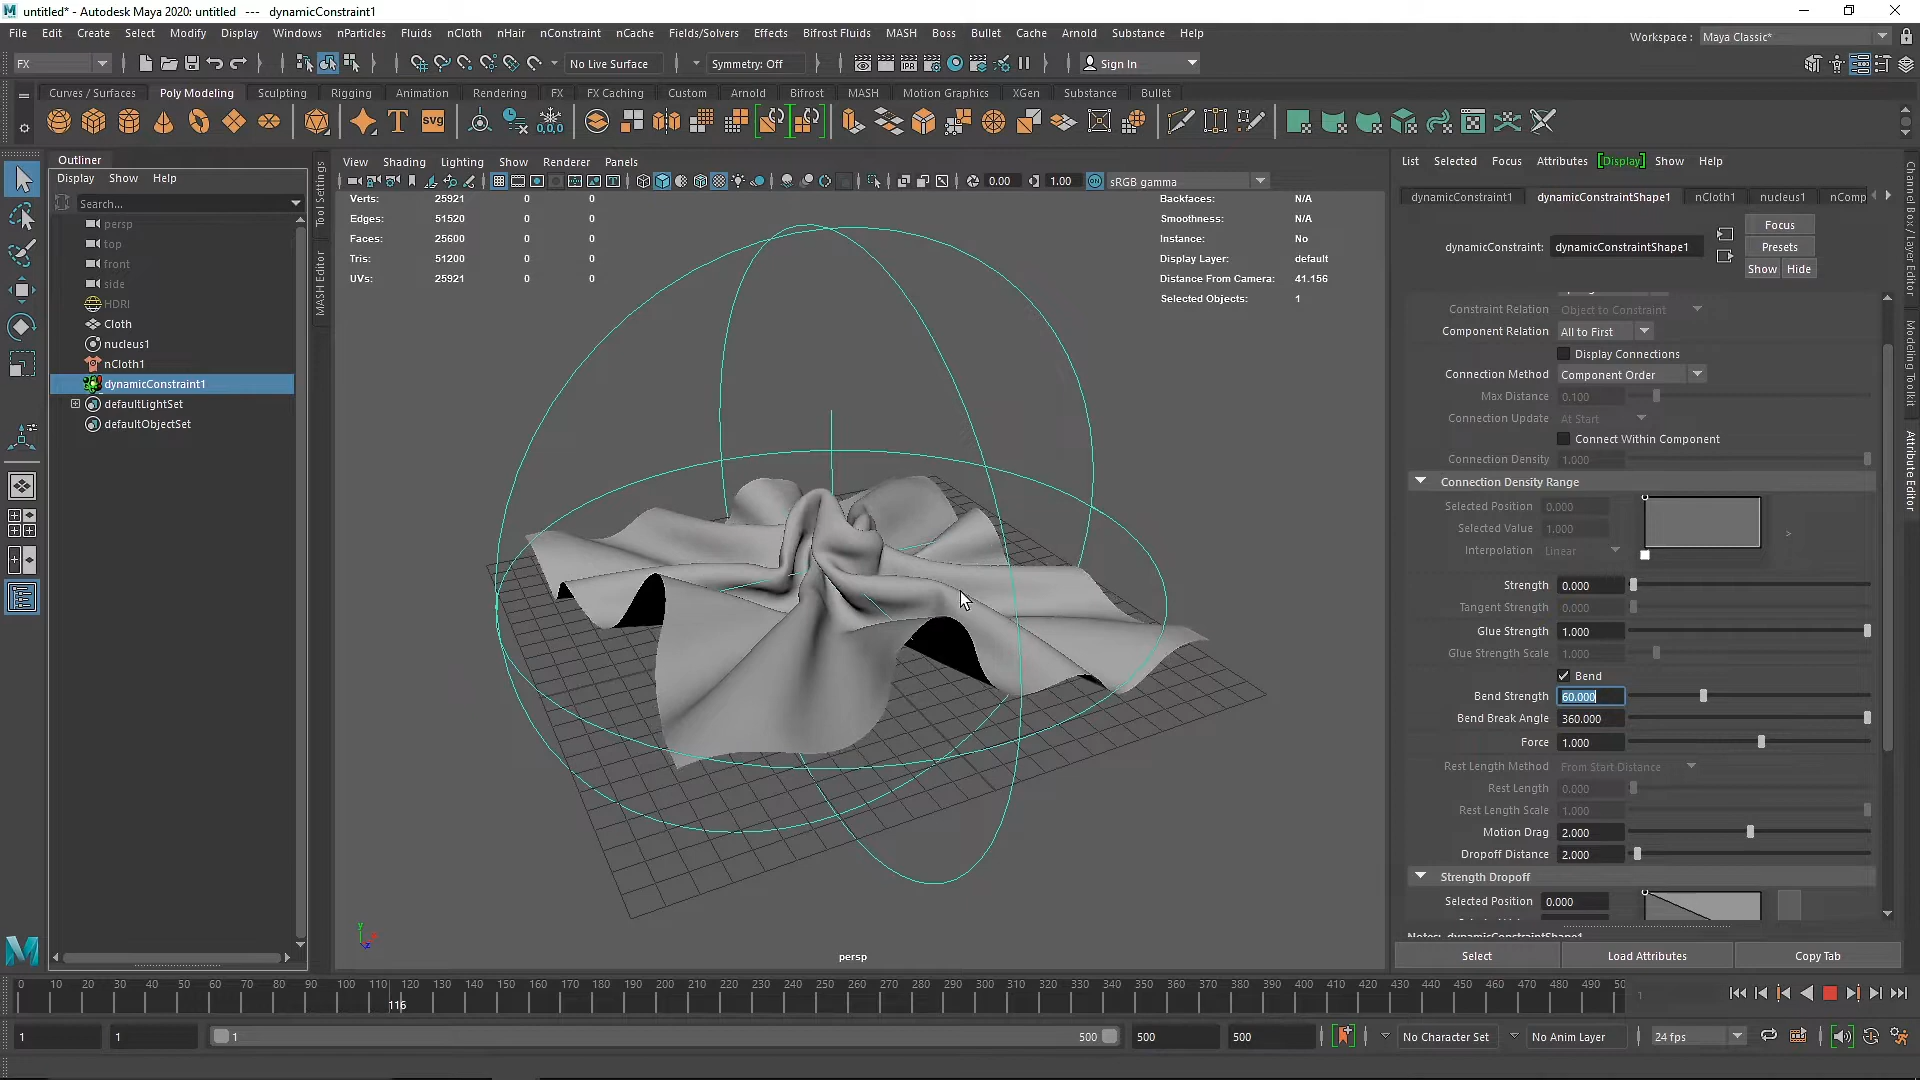 untitled* - Autodesk Maya 2020: untitled --- dynamicConstraint1
File Edit Create Select Modify Display Windows nParticles Fluids nCloth nHair nConstraint nCache Fields/Solvers Effects Bifrost Fluids MASH Boss Bullet Cache Arnold Substance Help
Workspace : Maya Classic*
FX No Live Surface Symmetry: Off Sign In
Curves / Surfaces Poly Modeling Sculpting Rigging Animation Rendering FX FX Caching Custom Arnold Bifrost MASH Motion Graphics XGen Substance Bullet
T svg 0,0,0 IPR
Outliner
Display Show Help
Search...
persp
top
front
side
HDRI
Cloth
nucleus1
nCloth1
dynamicConstraint1
defaultLightSet
defaultObjectSet
Tool Settings
MASH Editor
View Shading Lighting Show Renderer Panels
0.00 1.00 ON sRGB gamma
Verts: 25921 0 0
Edges: 51520 0 0
Faces: 25600 0 0
Tris: 51200 0 0
UVs: 25921 0 0
Backfaces: N/A
Smoothness: N/A
Instance: No
Display Layer: default
Distance From Camera: 41.156
Selected Objects: 1
y
z
persp
List Selected Focus Attributes [Display] Show Help
dynamicConstraint1 dynamicConstraintShape1 nCloth1 nucleus1 nComp
Focus
dynamicConstraint: dynamicConstraintShape1 Presets
Show Hide
Constraint Relation Object to Constraint
Component Relation All to First
Display Connections
Connection Method Component Order
Max Distance 0.100
Connection Update At Start
Connect Within Component
Connection Density 1.000
Connection Density Range
Selected Position 0.000
Selected Value 1.000
Interpolation Linear
>
Strength 0.000
Tangent Strength 0.000
Glue Strength 1.000
Glue Strength Scale 1.000
Bend
Bend Strength 60.000
Bend Break Angle 360.000
Force 1.000
Rest Length Method From Start Distance
Rest Length 0.000
Rest Length Scale 1.000
Motion Drag 2.000
Dropoff Distance 2.000
Strength Dropoff
Selected Position 0.000
Notes: dynamicConstraintShape1
Select Load Attributes Copy Tab
Channel Box / Layer Editor
Modeling Toolkit
Attribute Editor
0 10 20 30 40 50 60 70 80 90 100 110 120 130 140 150 160 170 180 190 200 210 220 230 240 250 260 270 280 290 300 310 320 330 340 350 360 370 380 390 400 410 420 430 440 450 460 470 480 490 50
116
1
1 1 1 500 500 500 No Character Set No Anim Layer 24 fps